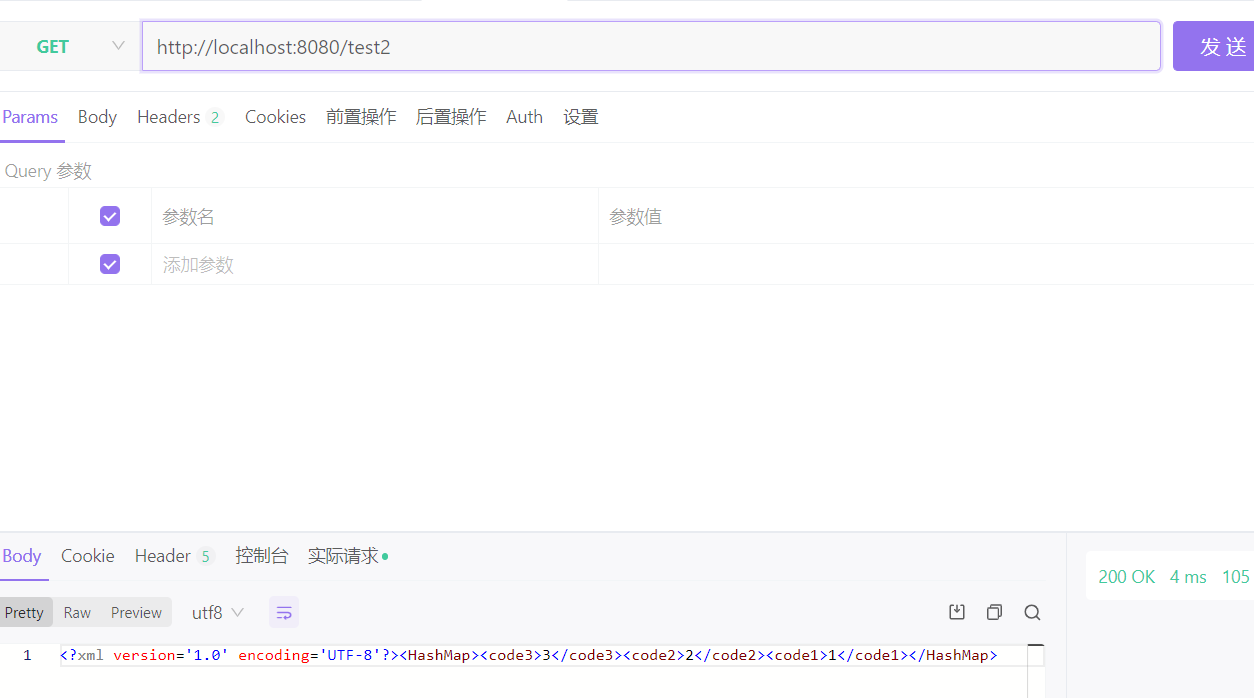 GET http://localhost:8080/test2 发送
Params Body Headers 2 Cookies 前置操作 后置操作 Auth 设置
Query 参数
参数名 参数值
添加参数
Body Cookie Header 5 控制台 实际请求
200 OK 4 ms 105
Pretty Raw Preview utf8
1 <?xml version='1.0' encoding='UTF-8'?><HashMap><code3>3</code3><code2>2</code2><code1>1</code1></HashMap>